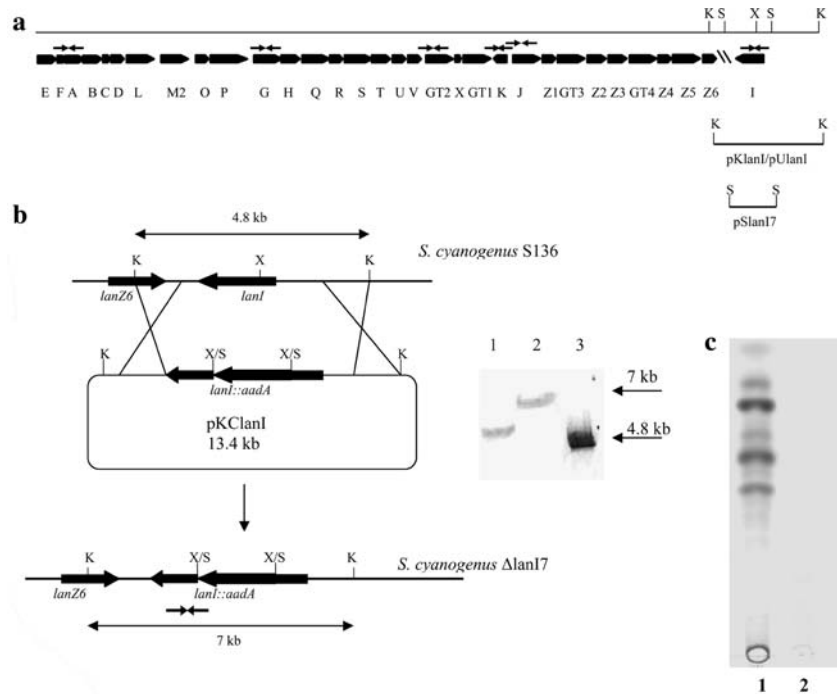 a
K S X S K
E F A B C D L M2 O P G H Q R S T U V GT2 X GT1 K J Z1 GT3 Z2 Z3 GT4 Z4 Z5 Z6 I
K K
pKlanI/pUlanI
S S
pSlanI7
b
4.8 kb
K X K
S. cyanogenus S136
lanZ6 lanI
K X/S X/S K
lanI::aadA
pKClanI
13.4 kb
1 2 3
7 kb
4.8 kb
c
1 2
K X/S X/S K
S. cyanogenus ΔlanI7
lanZ6 lanI::aadA
7 kb